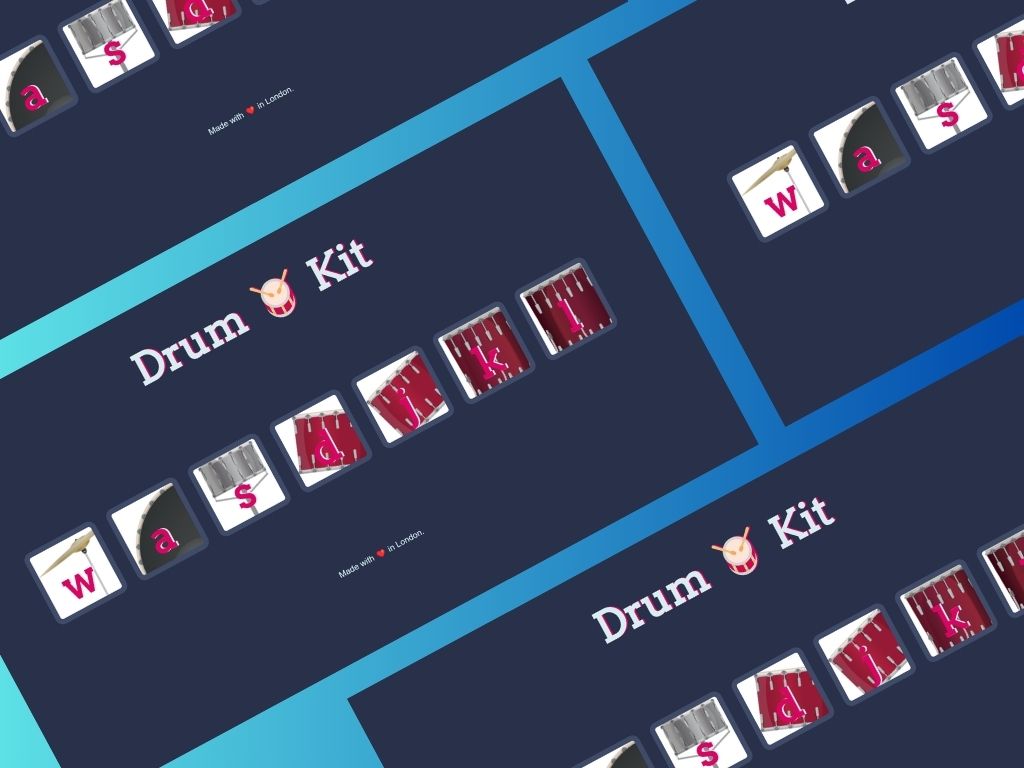 a s d
Made with ❤️ in London.
Drum 🥁 Kit
w a s d j k l
Made with ❤️ in London.
w a s
Drum 🥁 Kit
s d j k